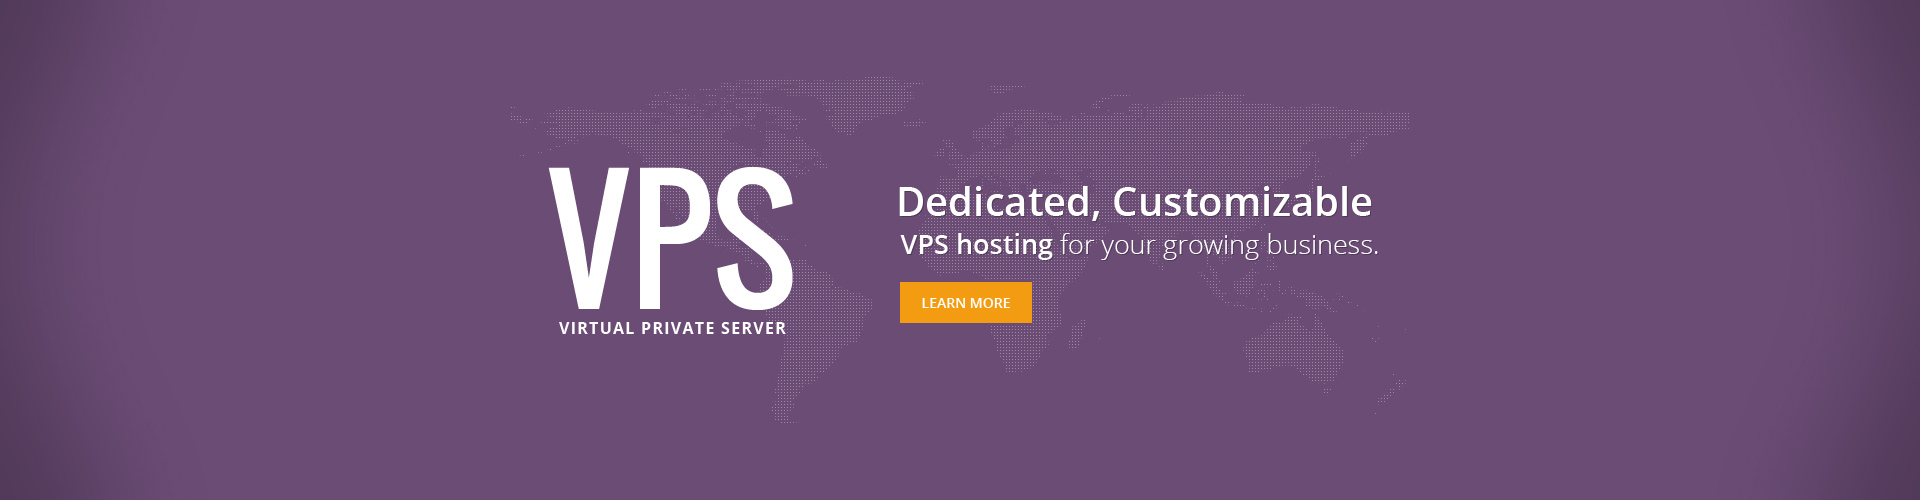 VPS
VIRTUAL PRIVATE SERVER
Dedicated, Customizable
VPS hosting for your growing business.
LEARN MORE